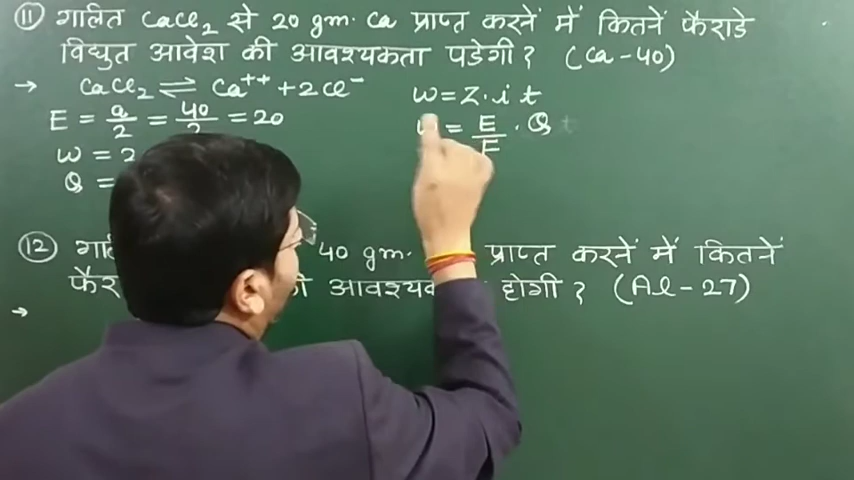 ⑪ गलित CaCl₂ से 20 gm. Ca प्राप्त करनें में कितनें फैराडे
विद्युत आवेश की आवश्यकता पडेगी? (Ca-40)
→ CaCl₂ ⇌ Ca⁺⁺ + 2Cl⁻
E = a/2 = 40/2 = 20
w = 2
Q =
w = Z·i t
w = E/F · Q
⑫ 40 gm. प्राप्त करनें में कितनें
फैर की होगी? (Al-27)
→